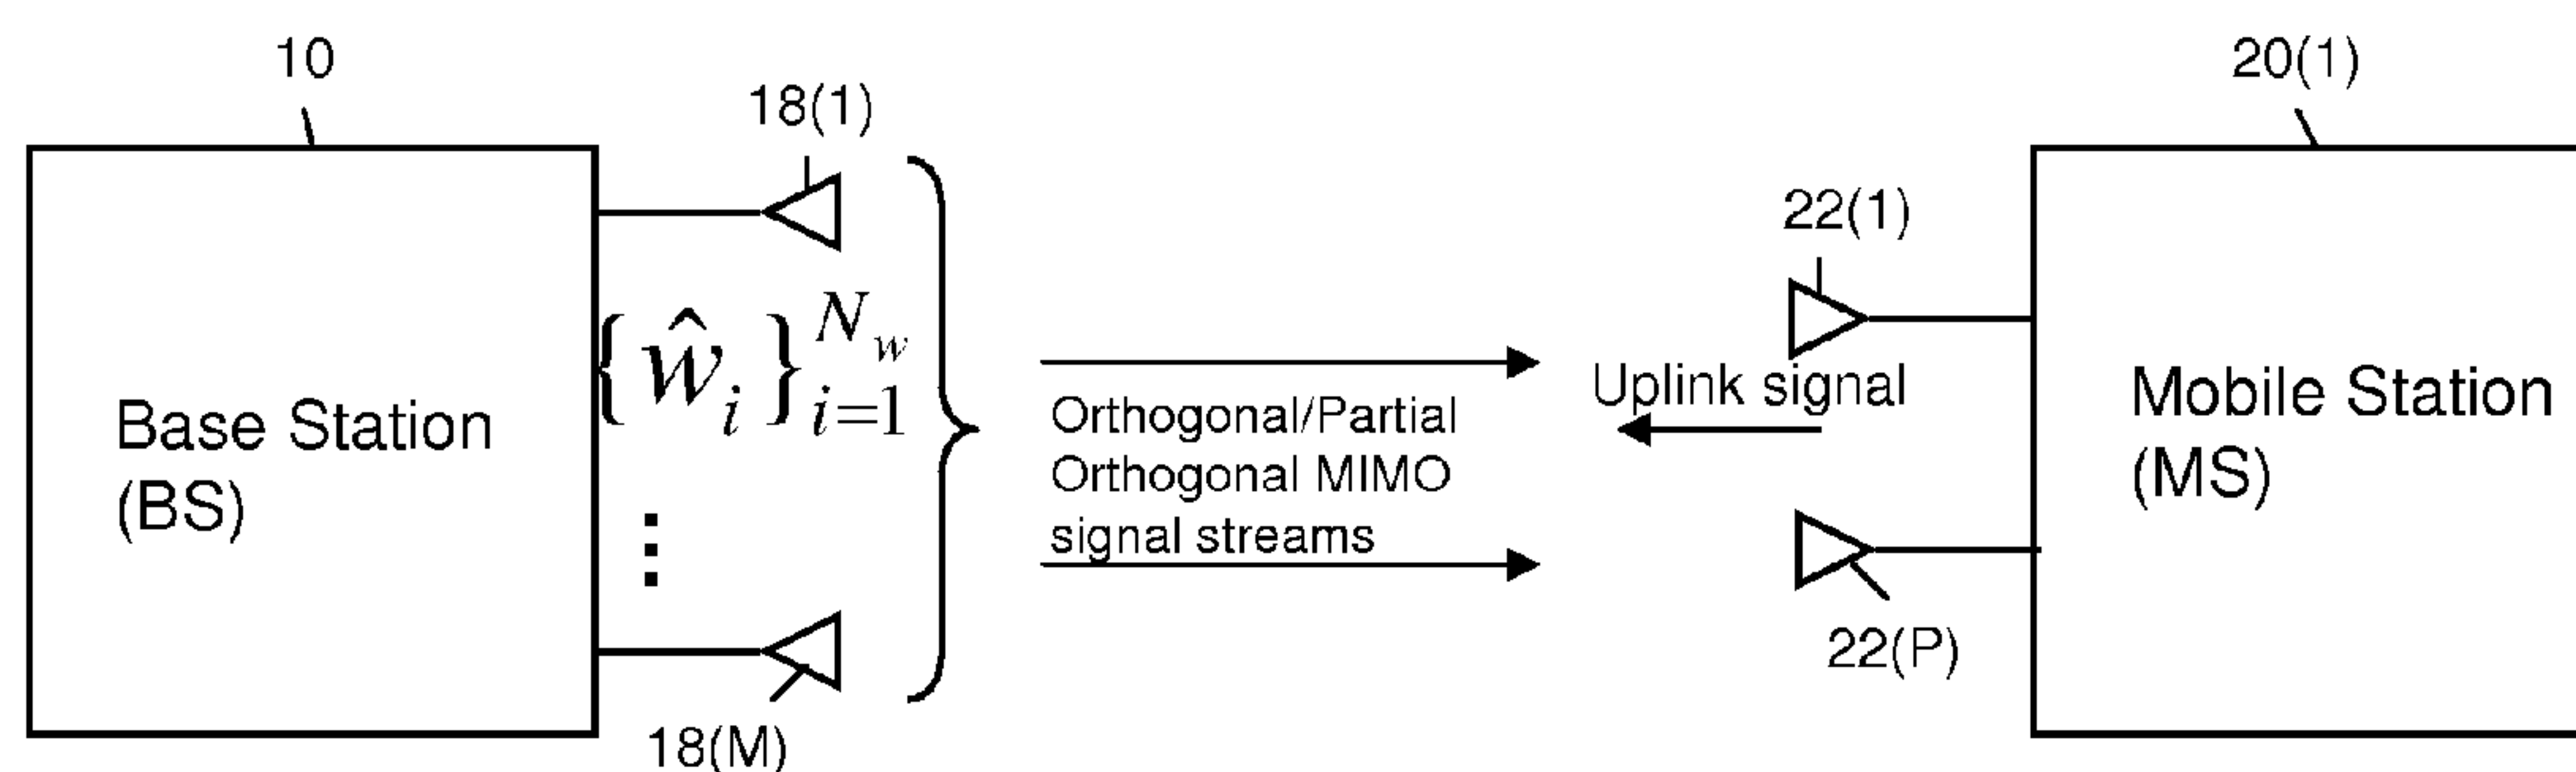 10
18(1)
20(1)
22(1)
{ŵ_i}_{i=1}^{N_w}
Base Station
(BS)
⋮
18(M)
Orthogonal/Partial
Orthogonal MIMO
signal streams
Uplink signal
22(P)
Mobile Station
(MS)